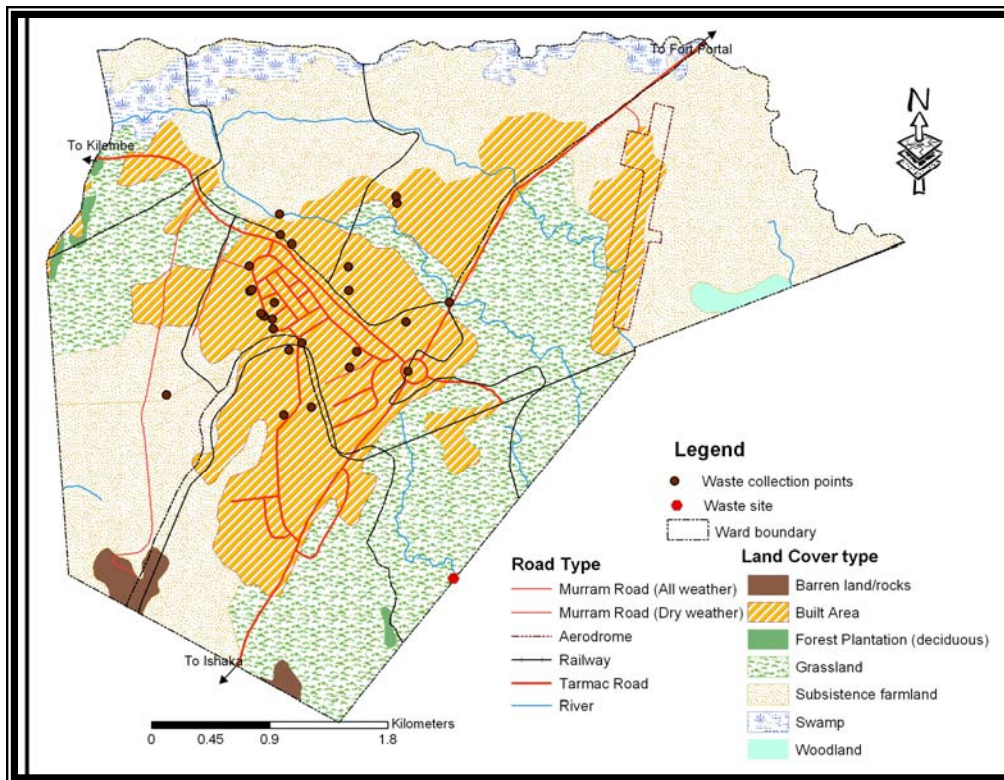 To Fort Portal
N
To Kilembe
To Ishaka
Legend
Waste collection points
Waste site
Ward boundary
Road Type
Murram Road (All weather)
Murram Road (Dry weather)
Aerodrome
Railway
Tarmac Road
River
Land Cover type
Barren land/rocks
Built Area
Forest Plantation (deciduous)
Grassland
Subsistence farmland
Swamp
Woodland
Kilometers
0 0.45 0.9 1.8